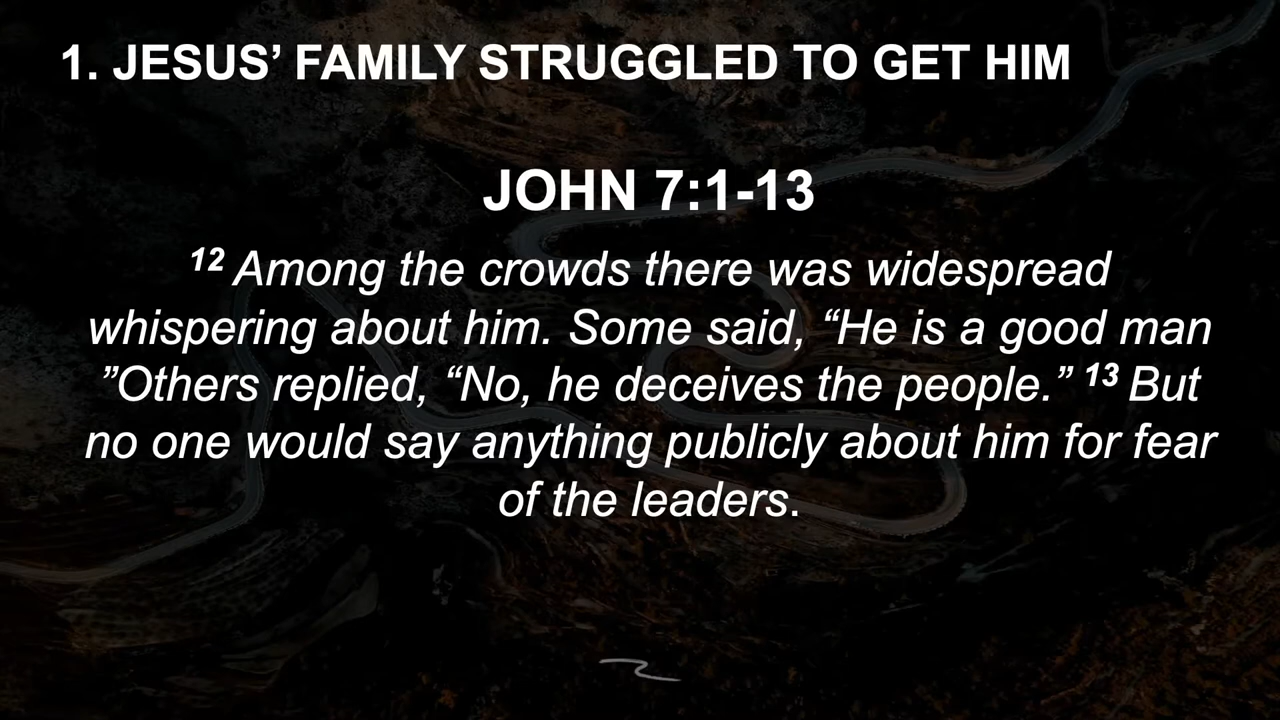 1. JESUS’ FAMILY STRUGGLED TO GET HIM
JOHN 7:1-13
12 Among the crowds there was widespread
whispering about him. Some said, “He is a good man
”Others replied, “No, he deceives the people.” 13 But
no one would say anything publicly about him for fear
of the leaders.